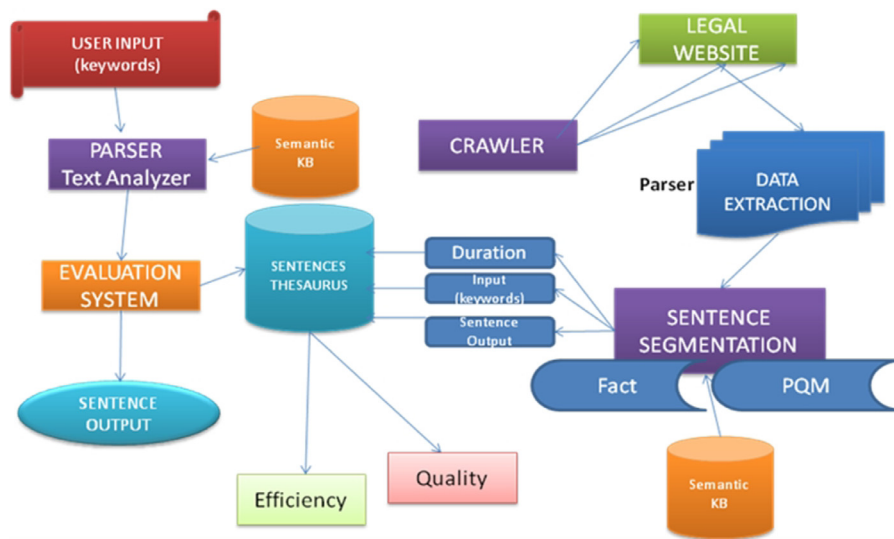 USER INPUT
(keywords)
LEGAL
WEBSITE
PARSER
Text Analyzer
Semantic
KB
CRAWLER
Parser
DATA
EXTRACTION
EVALUATION
SYSTEM
SENTENCES
THESAURUS
Duration
Input
(keywords)
Sentence
Output
SENTENCE
SEGMENTATION
Fact
PQM
SENTENCE
OUTPUT
Efficiency
Quality
Semantic
KB